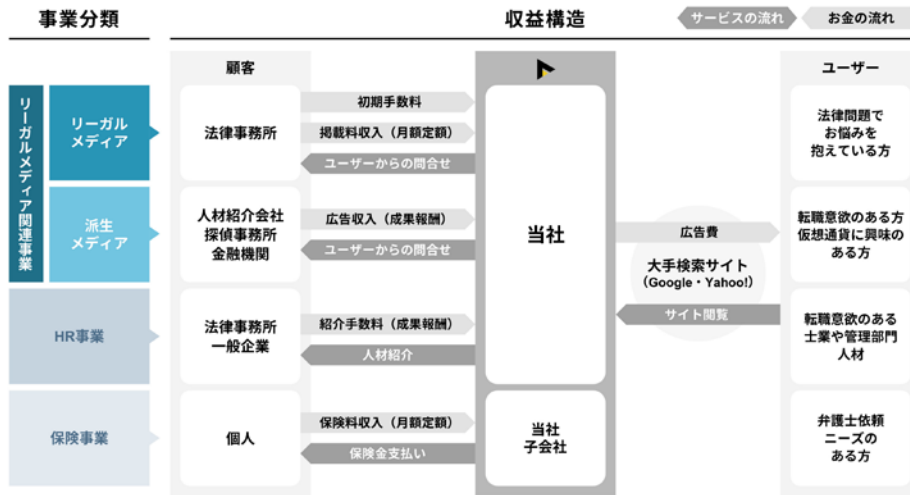 事業分類
収益構造
サービスの流れ
お金の流れ
顧客
ユーザー
リーガルメディア関連事業
リーガル
メディア
法律事務所
初期手数料
掲載料収入（月額定額）
ユーザーからの問合せ
当社
法律問題で
お悩みを
抱えている方
派生
メディア
人材紹介会社
探偵事務所
金融機関
広告収入（成果報酬）
ユーザーからの問合せ
広告費
大手検索サイト
（Google・Yahoo!）
サイト閲覧
転職意欲のある方
仮想通貨に興味の
ある方
HR事業
法律事務所
一般企業
紹介手数料（成果報酬）
人材紹介
転職意欲のある
士業や管理部門
人材
保険事業
個人
保険料収入（月額定額）
保険金支払い
当社
子会社
弁護士依頼
ニーズの
ある方